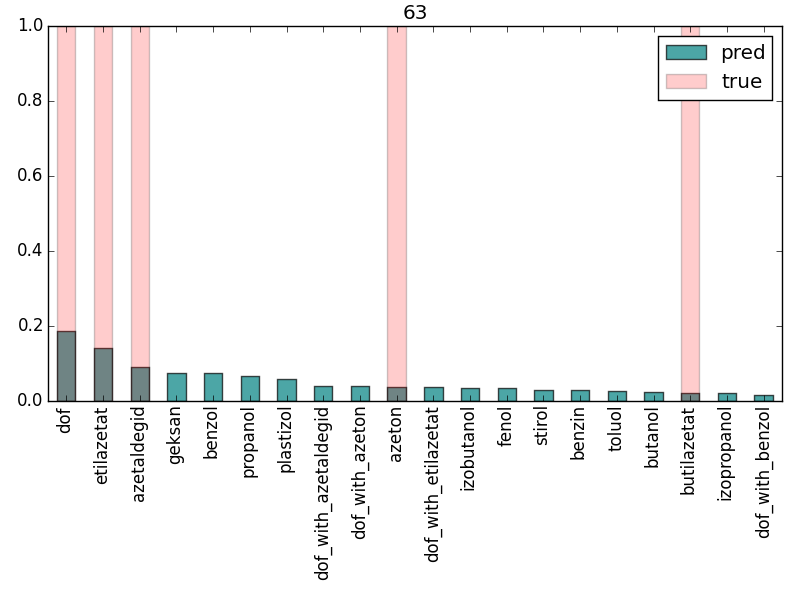 63
1.0
0.8
0.6
0.4
0.2
0.0
pred
true
dof
etilazetat
azetaldegid
geksan
benzol
propanol
plastizol
dof_with_azetaldegid
dof_with_azeton
azeton
dof_with_etilazetat
izobutanol
fenol
stirol
benzin
toluol
butanol
butilazetat
izopropanol
dof_with_benzol